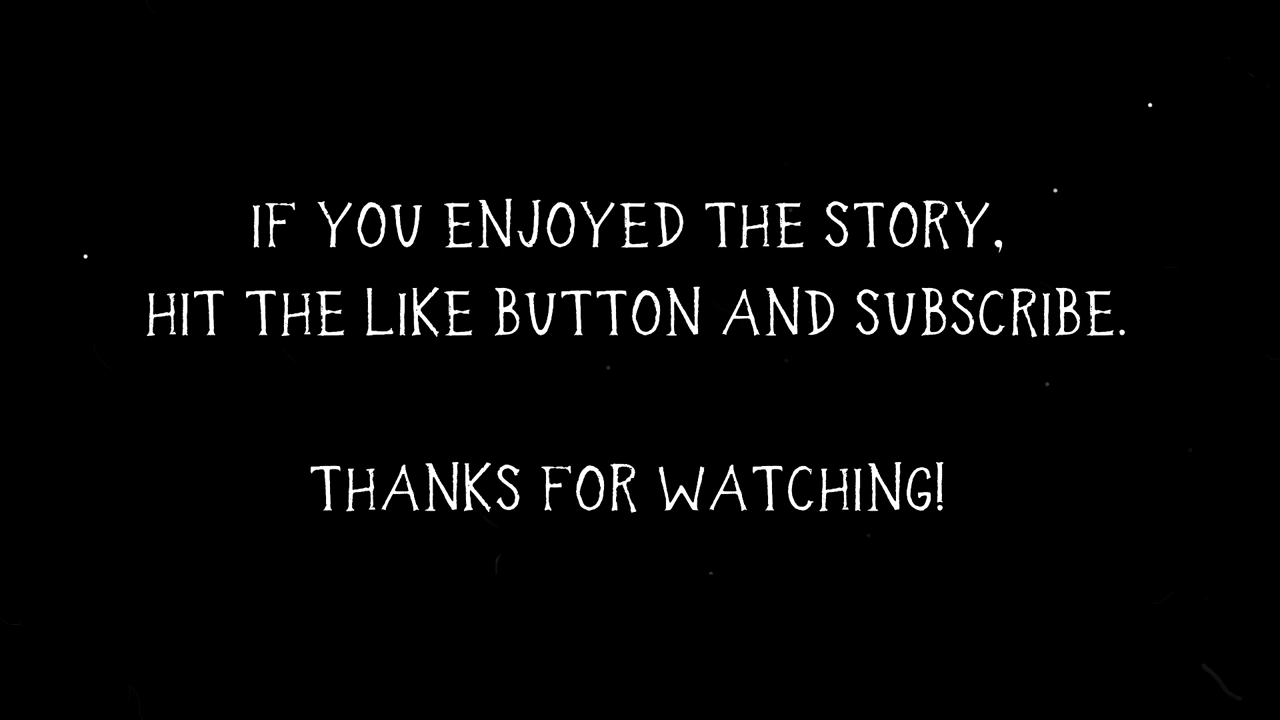 IF YOU ENJOYED THE STORY,
HIT THE LIKE BUTTON AND SUBSCRIBE.
THANKS FOR WATCHING!